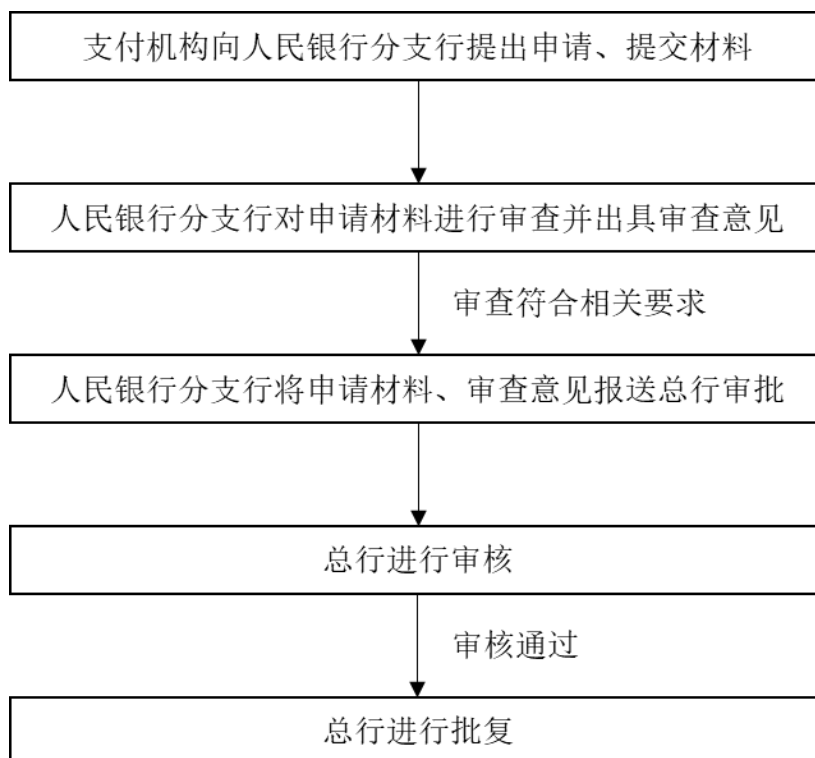 支付机构向人民银行分支行提出申请、提交材料
人民银行分支行对申请材料进行审查并出具审查意见
审查符合相关要求
人民银行分支行将申请材料、审查意见报送总行审批
总行进行审核
审核通过
总行进行批复